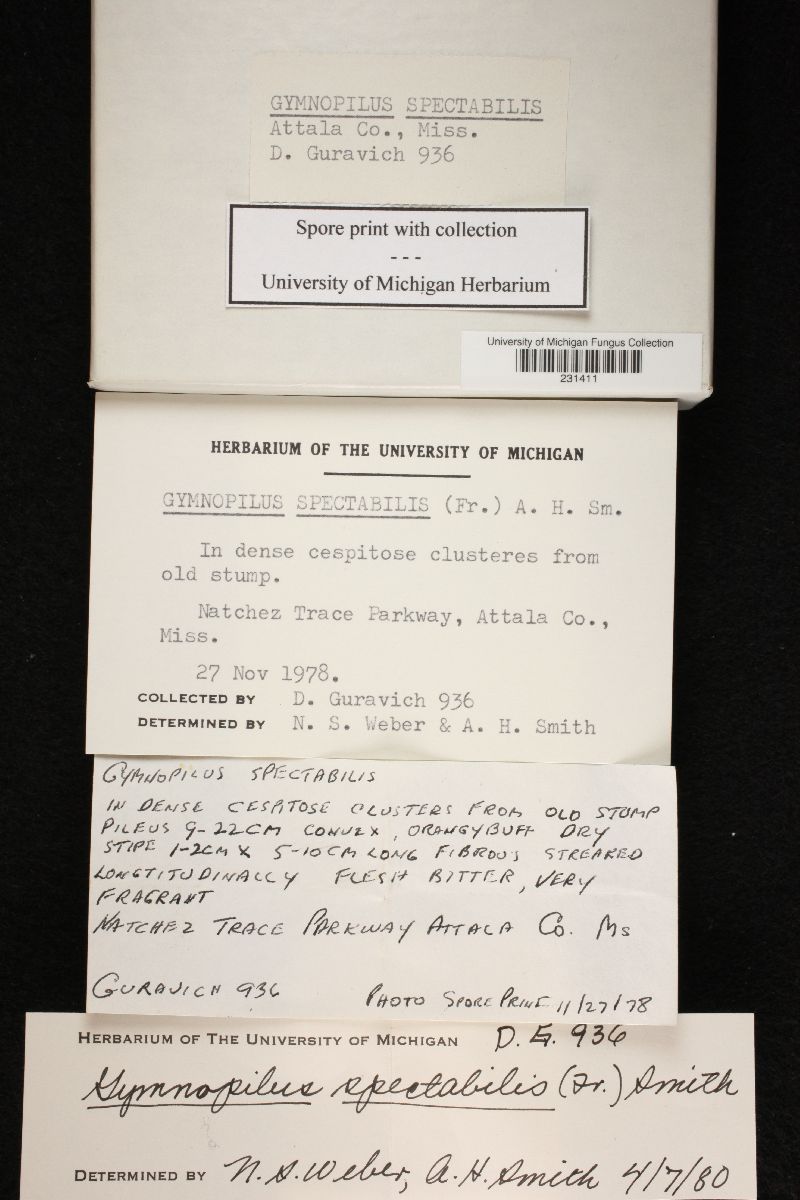 GYMNOPILUS SPECTABILIS
Attala Co., Miss.
D. Guravich 936
Spore print with collection
---
University of Michigan Herbarium
University of Michigan Fungus Collection
231411
HERBARIUM OF THE UNIVERSITY OF MICHIGAN
GYMNOPILUS SPECTABILIS (Fr.) A. H. Sm.
In dense cespitose clusteres from
old stump.
Natchez Trace Parkway, Attala Co.,
Miss.
27 Nov 1978.
COLLECTED BY D. Guravich 936
DETERMINED BY N. S. Weber & A. H. Smith
GYMNOPILUS SPECTABILIS
IN DENSE CESPITOSE CLUSTERS FROM OLD STUMP
PILEUS 9-22CM CONVEX, ORANGYBUFF DRY
STIPE 1-2CM X 5-10CM LONG FIBROUS STREAKED
LONGTITUDINALLY FLESH BITTER, VERY
FRAGRANT
NATCHEZ TRACE PARKWAY ATTALA CO. MS
GURAVICH 936 PHOTO SPORE PRINT 11/27/78
HERBARIUM OF THE UNIVERSITY OF MICHIGAN D. G. 936
Gymnopilus spectabilis (Fr.) Smith
DETERMINED BY N. S. Weber, A. H. Smith 4/7/80